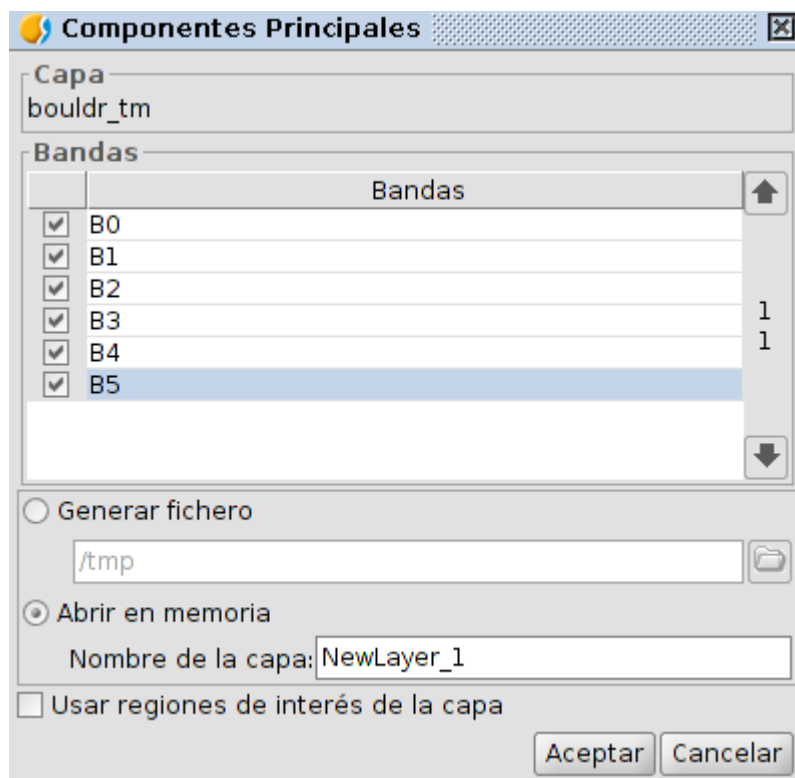 Componentes Principales
Capa
bouldr_tm
Bandas
Bandas
B0
B1
B2
B3
B4
B5
1
1
Generar fichero
/tmp
Abrir en memoria
Nombre de la capa: NewLayer_1
Usar regiones de interés de la capa
Aceptar Cancelar